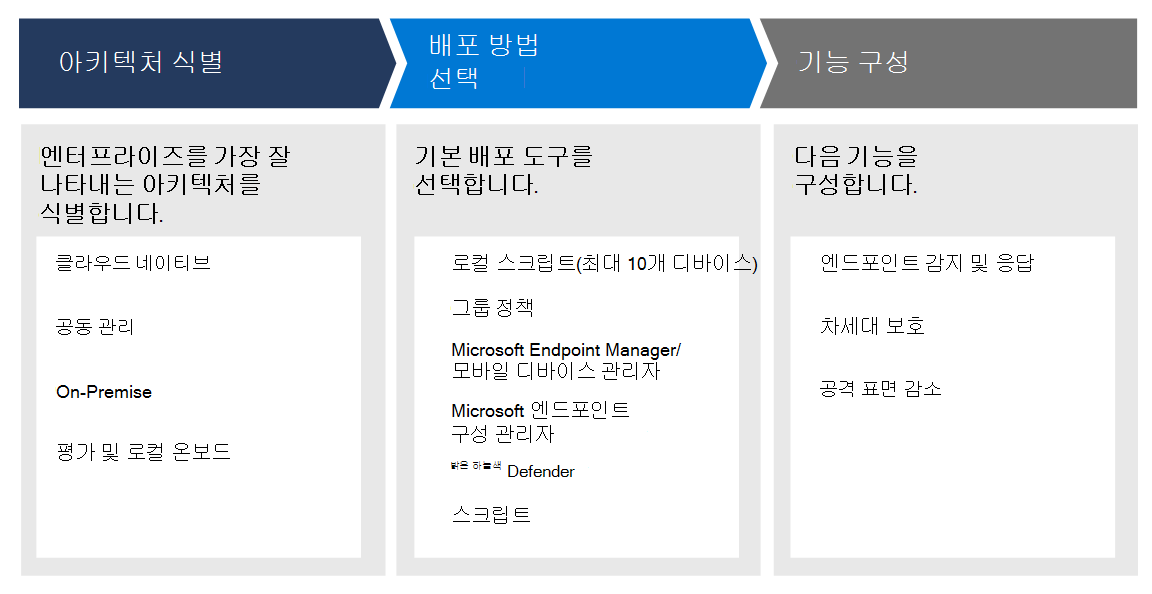 아키텍처 식별
배포 방법
선택
기능 구성
엔터프라이즈를 가장 잘
나타내는 아키텍처를
식별합니다.
클라우드 네이티브
공동 관리
On-Premise
평가 및 로컬 온보드
기본 배포 도구를
선택합니다.
로컬 스크립트(최대 10개 디바이스)
그룹 정책
Microsoft Endpoint Manager/
모바일 디바이스 관리자
Microsoft 엔드포인트
구성 관리자
밝은 하늘색 Defender
스크립트
다음 기능을
구성합니다.
엔드포인트 감지 및 응답
차세대 보호
공격 표면 감소